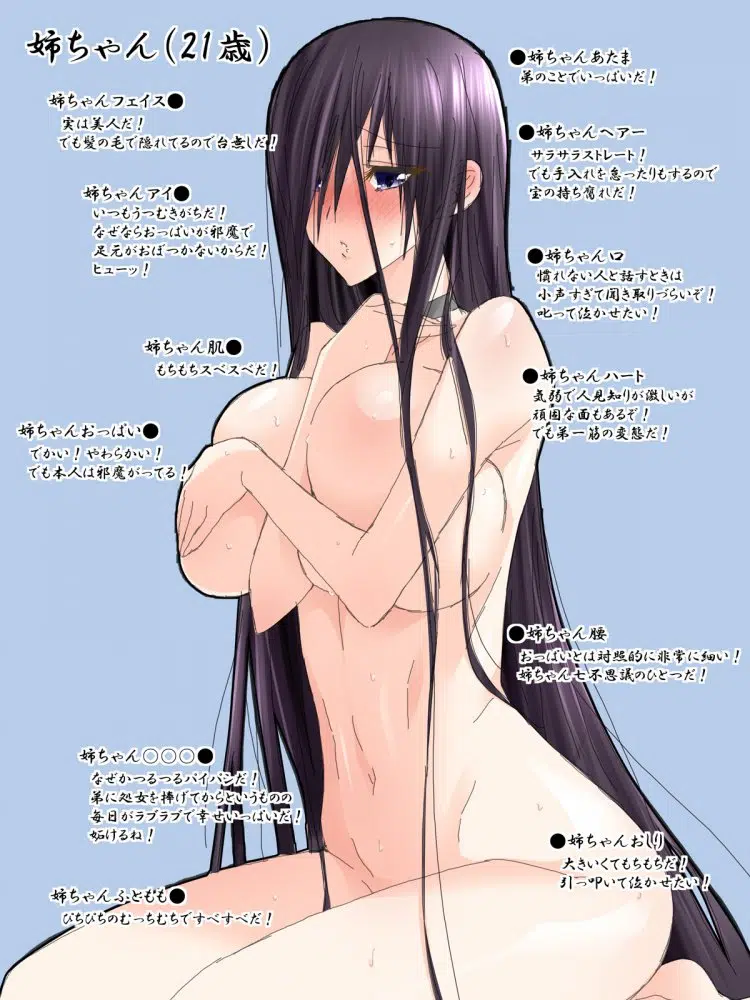 姉ちゃん(21歳)
姉ちゃんフェイス●
実は美人だ!
でも髪の毛で隠れてるので台無しだ!
姉ちゃんアイ●
いつもうつむきがちだ!
なぜならおっぱいが邪魔で
足元がおぼつかないからだ!
ヒューッ!
姉ちゃん肌●
もちもちスベスベだ!
姉ちゃんおっぱい●
でかい!やわらかい!
でも本人は邪魔がってる!
姉ちゃん○○○●
なぜかつるつるパイパンだ!
弟に処女を捧げてからというものの
毎日がラブラブで幸せいっぱいだ!
妬けるね!
姉ちゃんふともも●
ぴちぴちのむっちむちですべすべだ!
●姉ちゃんあたま
弟のことでいっぱいだ!
●姉ちゃんヘアー
サラサラストレート!
でも手入れを怠ったりもするので
宝の持ち腐れだ!
●姉ちゃん口
慣れない人と話すときは
小声すぎて聞き取りづらいぞ!
叱って泣かせたい!
●姉ちゃんハート
気弱で人見知りが激しいが
頑固な面もあるぞ!
でも弟一筋の変態だ!
●姉ちゃん腰
おっぱいとは対照的に非常に細い!
姉ちゃん七不思議のひとつだ!
●姉ちゃんおしり
大きいくてもちもちだ!
引っ叩いて泣かせたい!